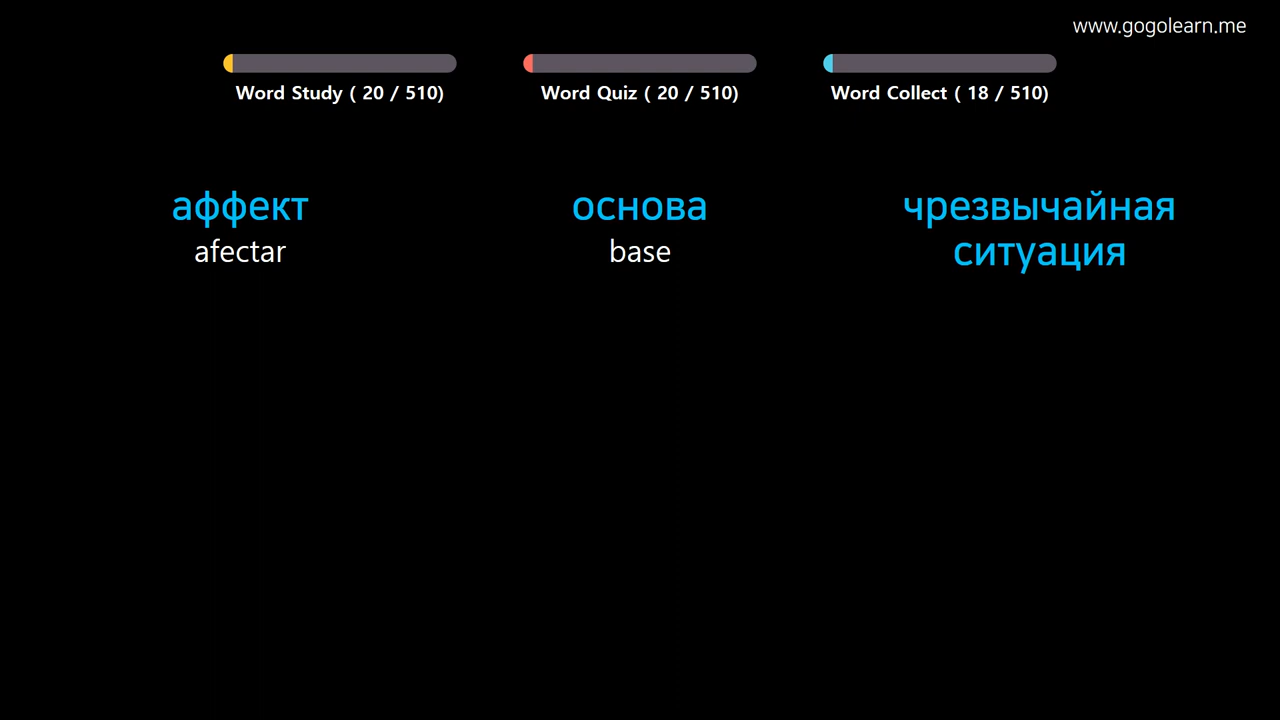 www.gogolearn.me
Word Study ( 20 / 510)
Word Quiz ( 20 / 510)
Word Collect ( 18 / 510)
аффект
afectar
основа
base
чрезвычайная
ситуация